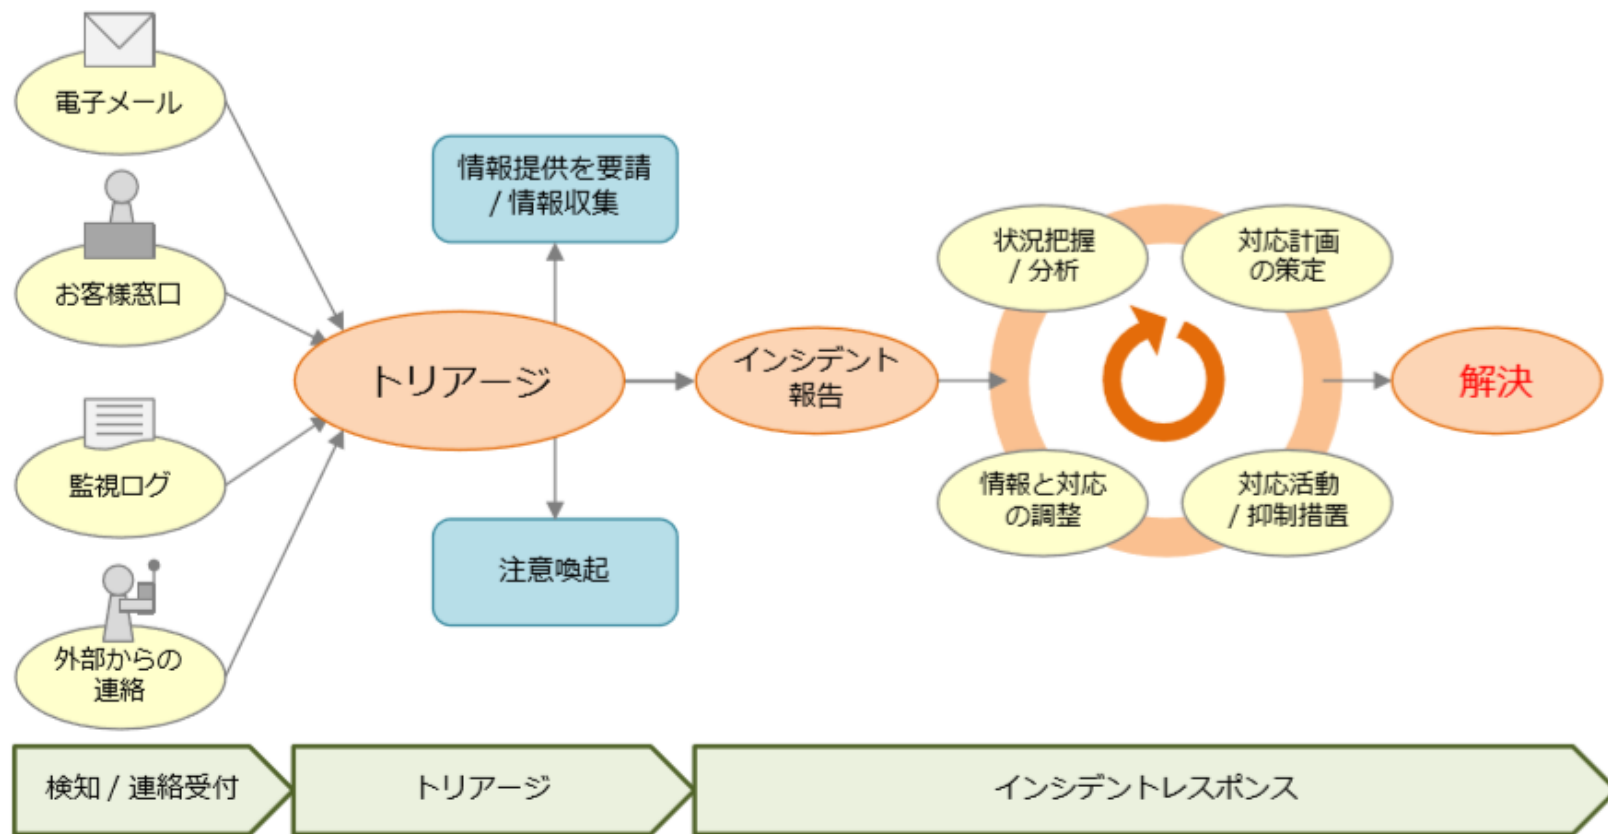 電子メール
お客様窓口
監視ログ
外部からの
連絡
情報提供を要請
/ 情報収集
トリアージ
注意喚起
インシデント
報告
状況把握
/ 分析
対応計画
の策定
情報と対応
の調整
対応活動
/ 抑制措置
解決
検知 / 連絡受付
トリアージ
インシデントレスポンス